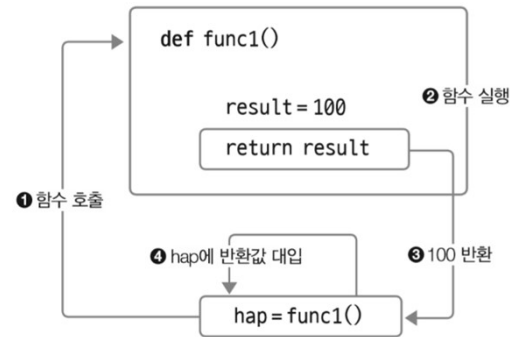 def func1()
result = 100
❷ 함수 실행
return result
❶ 함수 호출
❹ hap에 반환값 대입
❸ 100 반환
hap = func1()